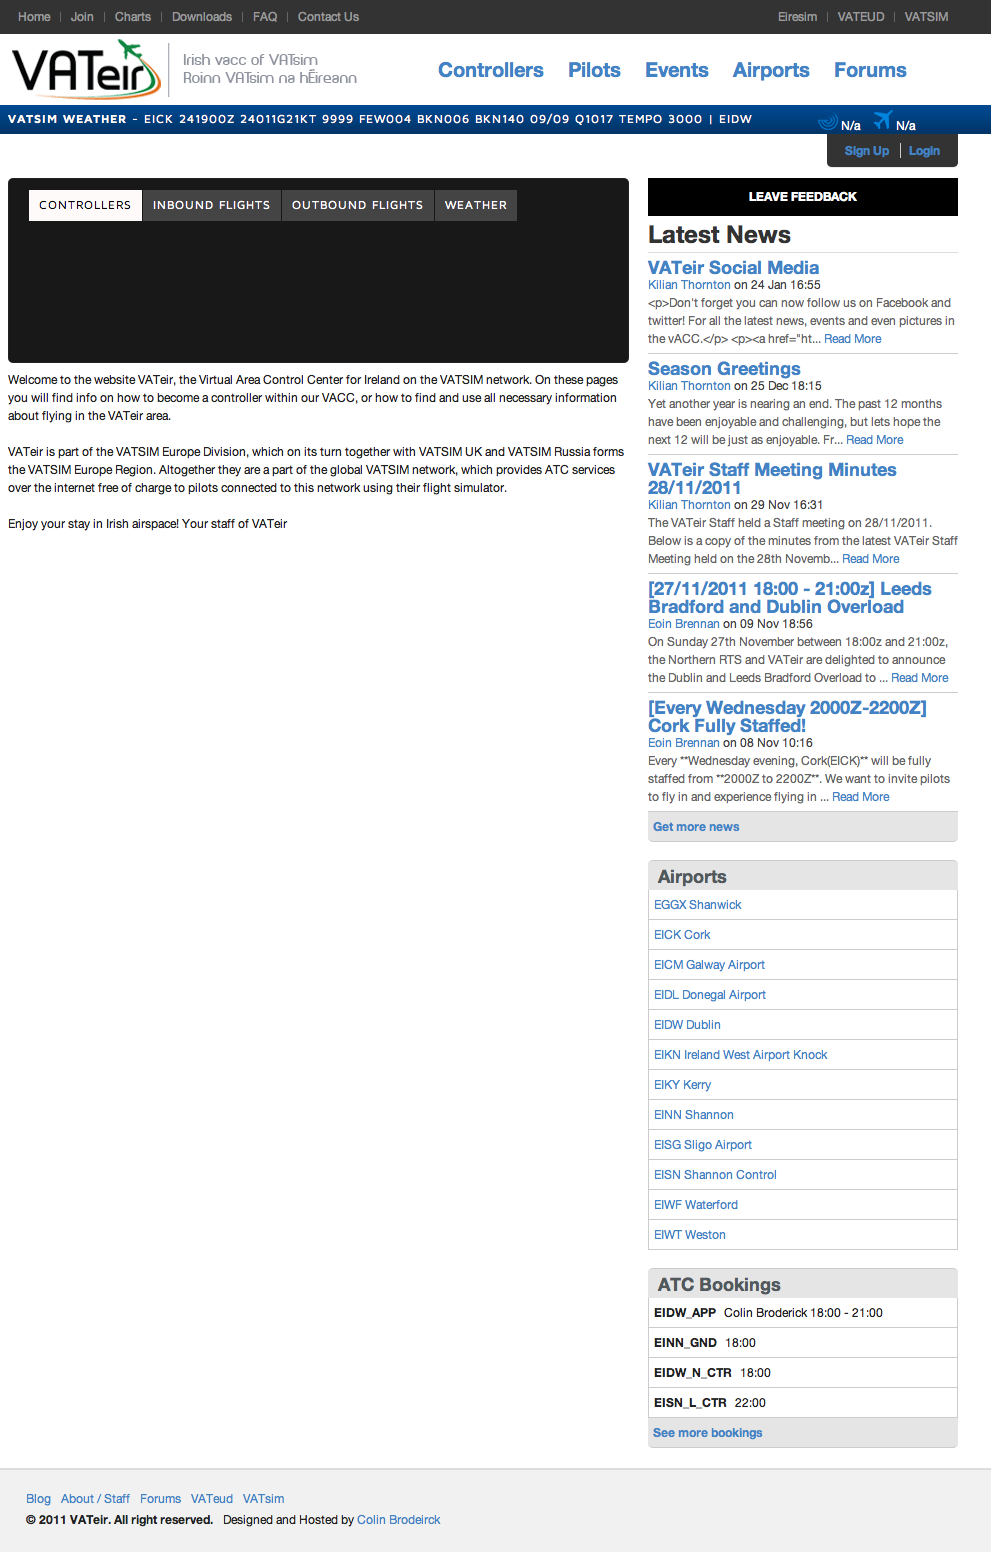 Home | Join | Charts | Downloads | FAQ | Contact Us
Eiresim | VATEUD | VATSIM
VATeir
Irish vacc of VATsim
Roinn VATsim na hÉireann
Controllers Pilots Events Airports Forums
VATSIM WEATHER - EICK 241900Z 24011G21KT 9999 FEW004 BKN006 BKN140 09/09 Q1017 TEMPO 3000 | EIDW
N/a N/a
Sign Up | Login
CONTROLLERS INBOUND FLIGHTS OUTBOUND FLIGHTS WEATHER
Welcome to the website VATeir, the Virtual Area Control Center for Ireland on the VATSIM network. On these pages
you will find info on how to become a controller within our VACC, or how to find and use all necessary information
about flying in the VATeir area.
VATeir is part of the VATSIM Europe Division, which on its turn together with VATSIM UK and VATSIM Russia forms
the VATSIM Europe Region. Altogether they are a part of the global VATSIM network, which provides ATC services
over the internet free of charge to pilots connected to this network using their flight simulator.
Enjoy your stay in Irish airspace! Your staff of VATeir
LEAVE FEEDBACK
Latest News
VATeir Social Media
Kilian Thornton on 24 Jan 16:55
<p>Don't forget you can now follow us on Facebook and
twitter! For all the latest news, events and even pictures in
the vACC.</p> <p><a href="ht... Read More
Season Greetings
Kilian Thornton on 25 Dec 18:15
Yet another year is nearing an end. The past 12 months
have been enjoyable and challenging, but lets hope the
next 12 will be just as enjoyable. Fr... Read More
VATeir Staff Meeting Minutes
28/11/2011
Kilian Thornton on 29 Nov 16:31
The VATeir Staff held a Staff meeting on 28/11/2011.
Below is a copy of the minutes from the latest VATeir Staff
Meeting held on the 28th Novemb... Read More
[27/11/2011 18:00 - 21:00z] Leeds
Bradford and Dublin Overload
Eoin Brennan on 09 Nov 18:56
On Sunday 27th November between 18:00z and 21:00z,
the Northern RTS and VATeir are delighted to announce
the Dublin and Leeds Bradford Overload to ... Read More
[Every Wednesday 2000Z-2200Z]
Cork Fully Staffed!
Eoin Brennan on 08 Nov 10:16
Every **Wednesday evening, Cork(EICK)** will be fully
staffed from **2000Z to 2200Z**. We want to invite pilots
to fly in and experience flying in ... Read More
Get more news
Airports
EGGX Shanwick
EICK Cork
EICM Galway Airport
EIDL Donegal Airport
EIDW Dublin
EIKN Ireland West Airport Knock
EIKY Kerry
EINN Shannon
EISG Sligo Airport
EISN Shannon Control
EIWF Waterford
EIWT Weston
ATC Bookings
EIDW_APP Colin Broderick 18:00 - 21:00
EINN_GND 18:00
EIDW_N_CTR 18:00
EISN_L_CTR 22:00
See more bookings
Blog About / Staff Forums VATeud VATsim
© 2011 VATeir. All right reserved. Designed and Hosted by Colin Brodeirck